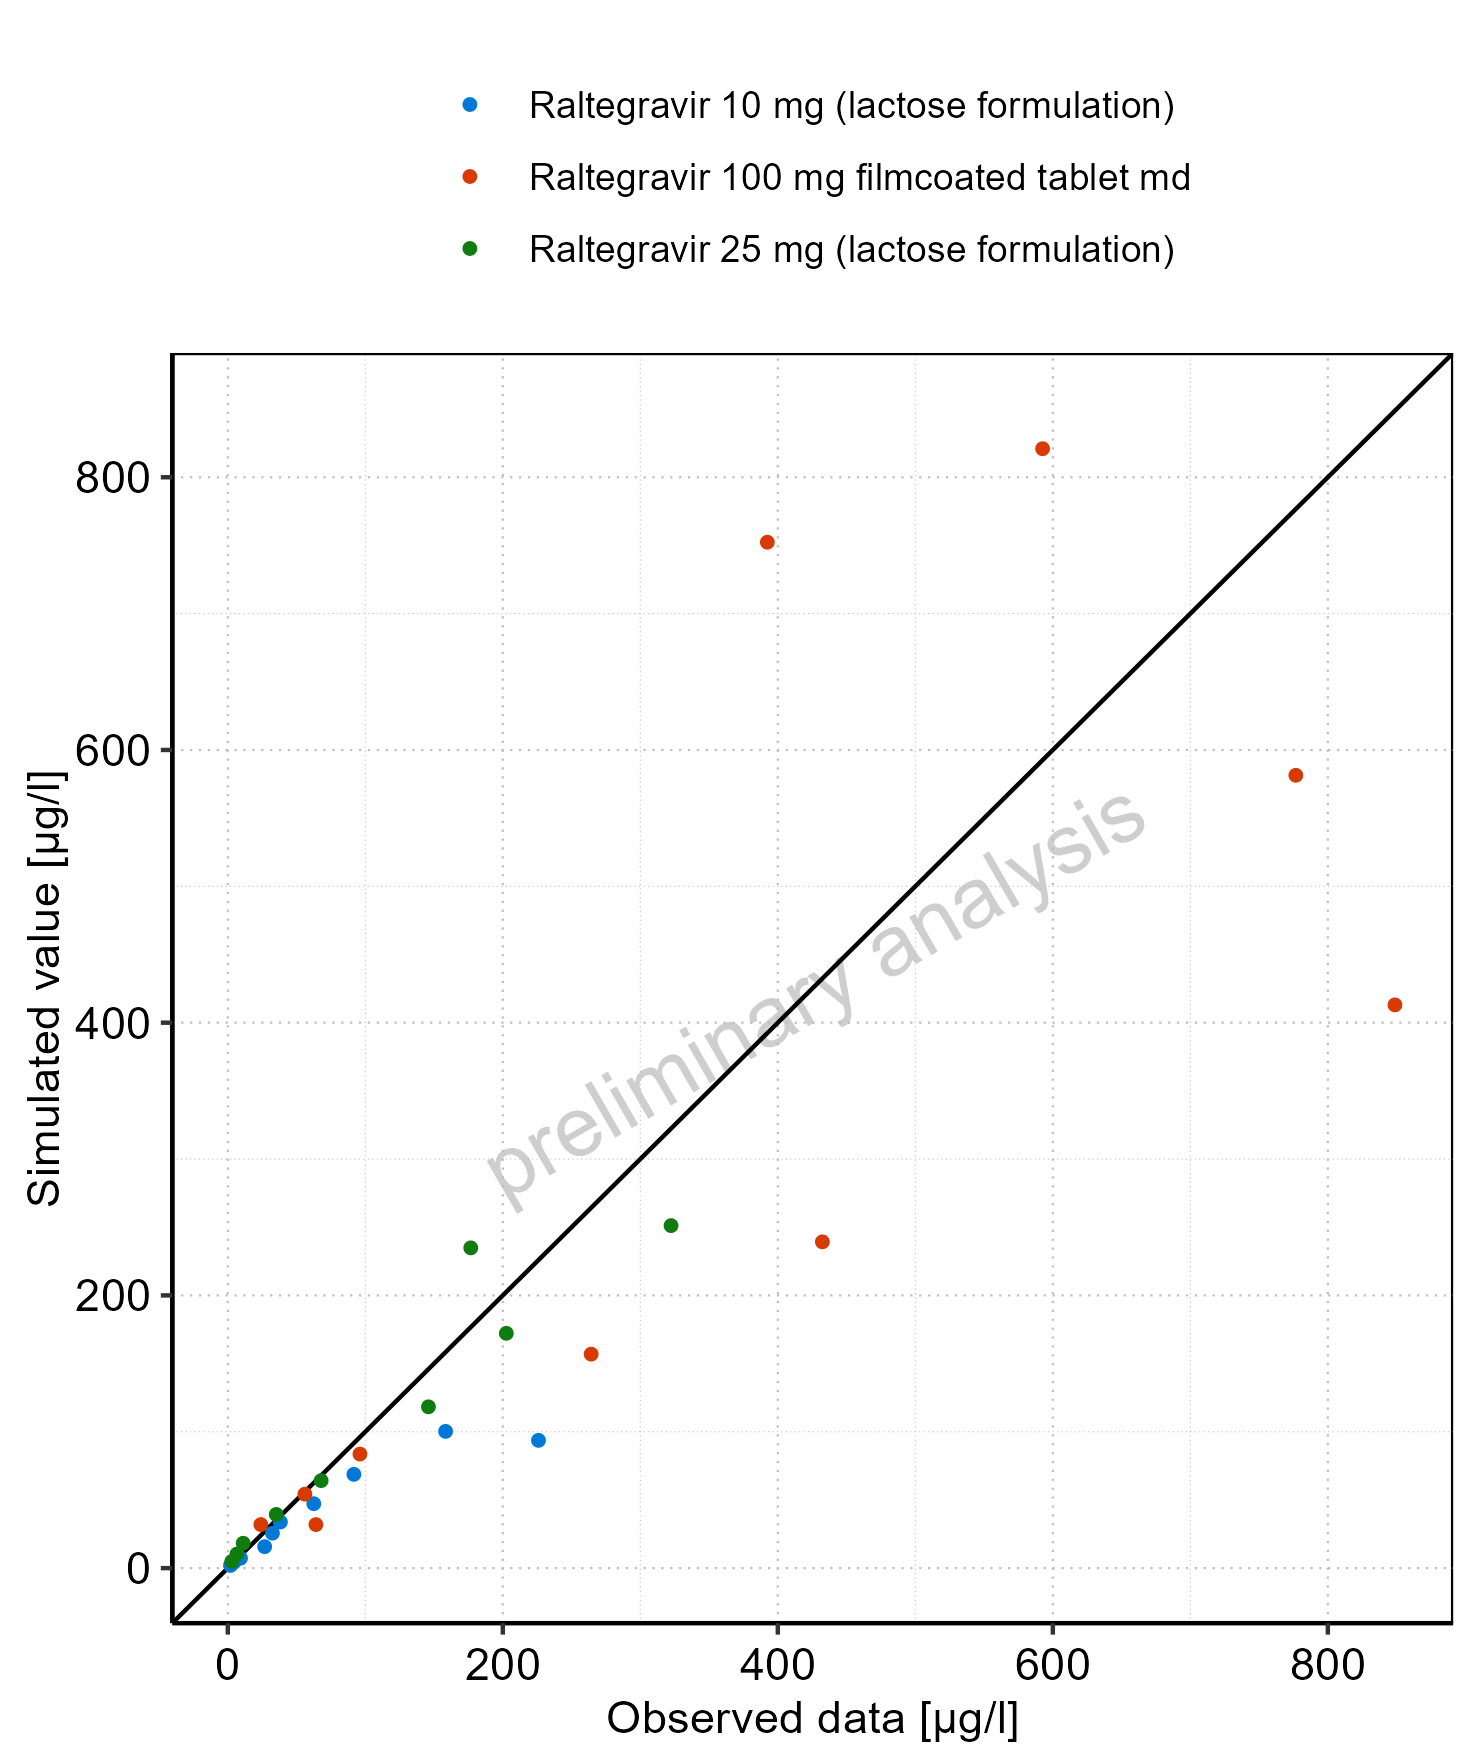 Raltegravir 10 mg (lactose formulation)
Raltegravir 100 mg filmcoated tablet md
Raltegravir 25 mg (lactose formulation)
800
600
400
200
0
Simulated value [µg/l]
preliminary analysis
0 200 400 600 800
Observed data [µg/l]